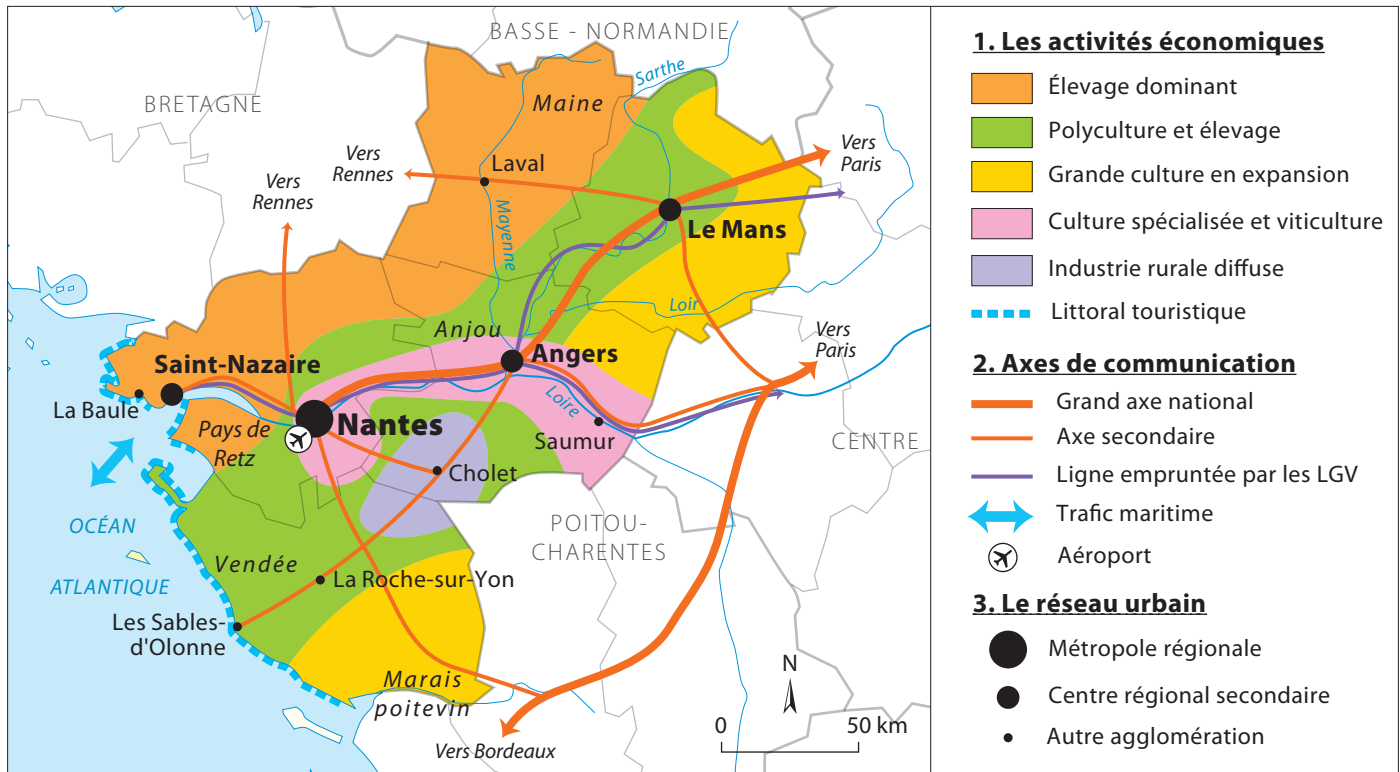 BASSE - NORMANDIE
Sarthe
BRETAGNE
Maine
Vers
Rennes
Laval
Vers
Paris
Vers
Rennes
Mayenne
Le Mans
Loir
Anjou
Vers
Paris
Saint-Nazaire
Angers
La Baule
Nantes
Loire
Pays de
Retz
Saumur
CENTRE
Cholet
OCÉAN
ATLANTIQUE
POITOU-
CHARENTES
Vendée
La Roche-sur-Yon
Les Sables-
d'Olonne
Marais
poitevin
Vers Bordeaux
N
0 50 km
1. Les activités économiques
Élevage dominant
Polyculture et élevage
Grande culture en expansion
Culture spécialisée et viticulture
Industrie rurale diffuse
Littoral touristique
2. Axes de communication
Grand axe national
Axe secondaire
Ligne empruntée par les LGV
Trafic maritime
Aéroport
3. Le réseau urbain
Métropole régionale
Centre régional secondaire
Autre agglomération